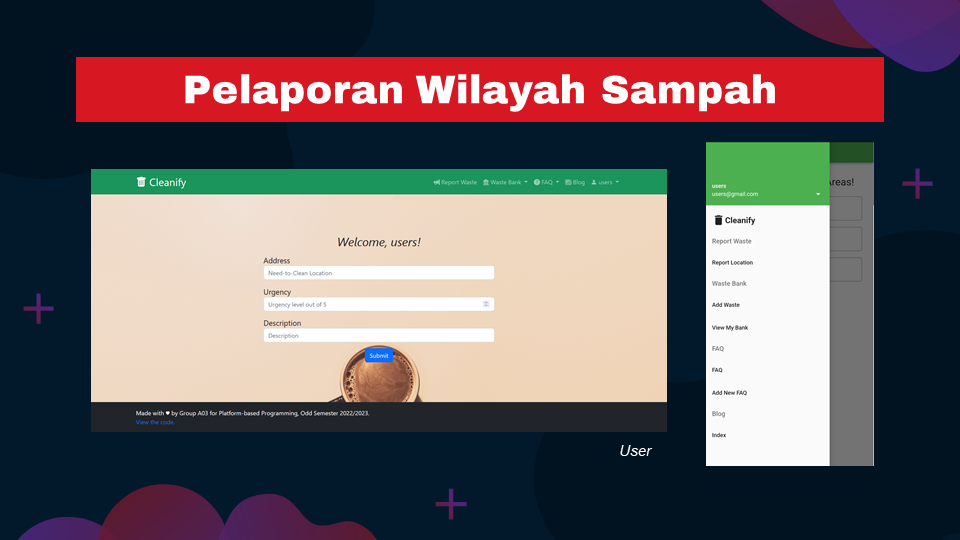 Pelaporan Wilayah Sampah
Cleanify
Report Waste Waste Bank FAQ Blog users
Welcome, users!
Address
Need-to-Clean Location
Urgency
Urgency level out of 5
Description
Description
Submit
Made with ♥ by Group A03 for Platform-based Programming, Odd Semester 2022/2023.
View the code.
User
users
users@gmail.com
Areas!
Cleanify
Report Waste
Report Location
Waste Bank
Add Waste
View My Bank
FAQ
FAQ
Add New FAQ
Blog
Index